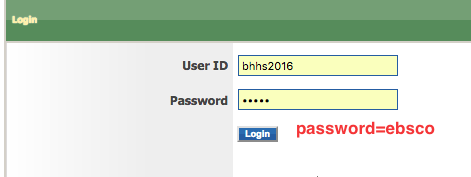 Login
User ID bhhs2016
Password •••••
Login password=ebsco